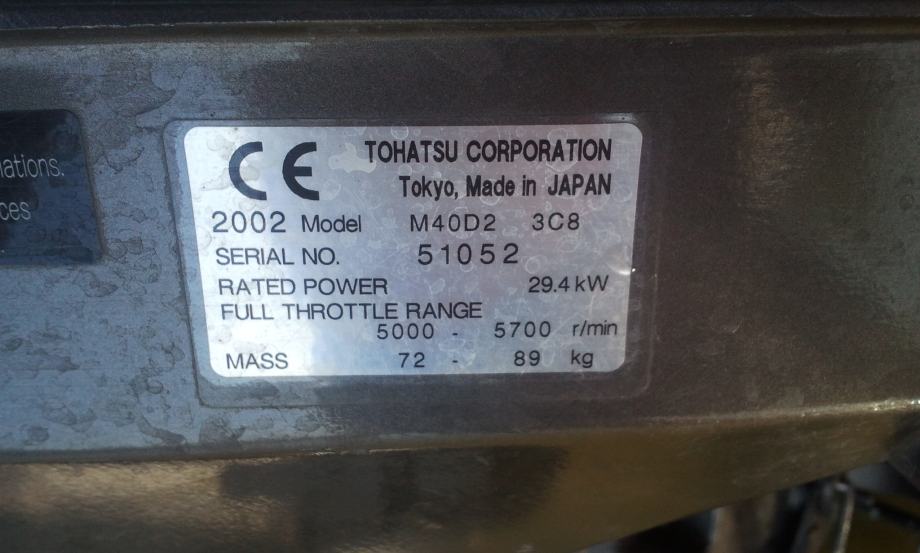 ations.
ces
CE TOHATSU CORPORATION
Tokyo, Made in JAPAN
2002 Model M40D2 3C8
SERIAL NO. 51052
RATED POWER 29.4 kW
FULL THROTTLE RANGE
5000 - 5700 r/min
MASS 72 - 89 kg